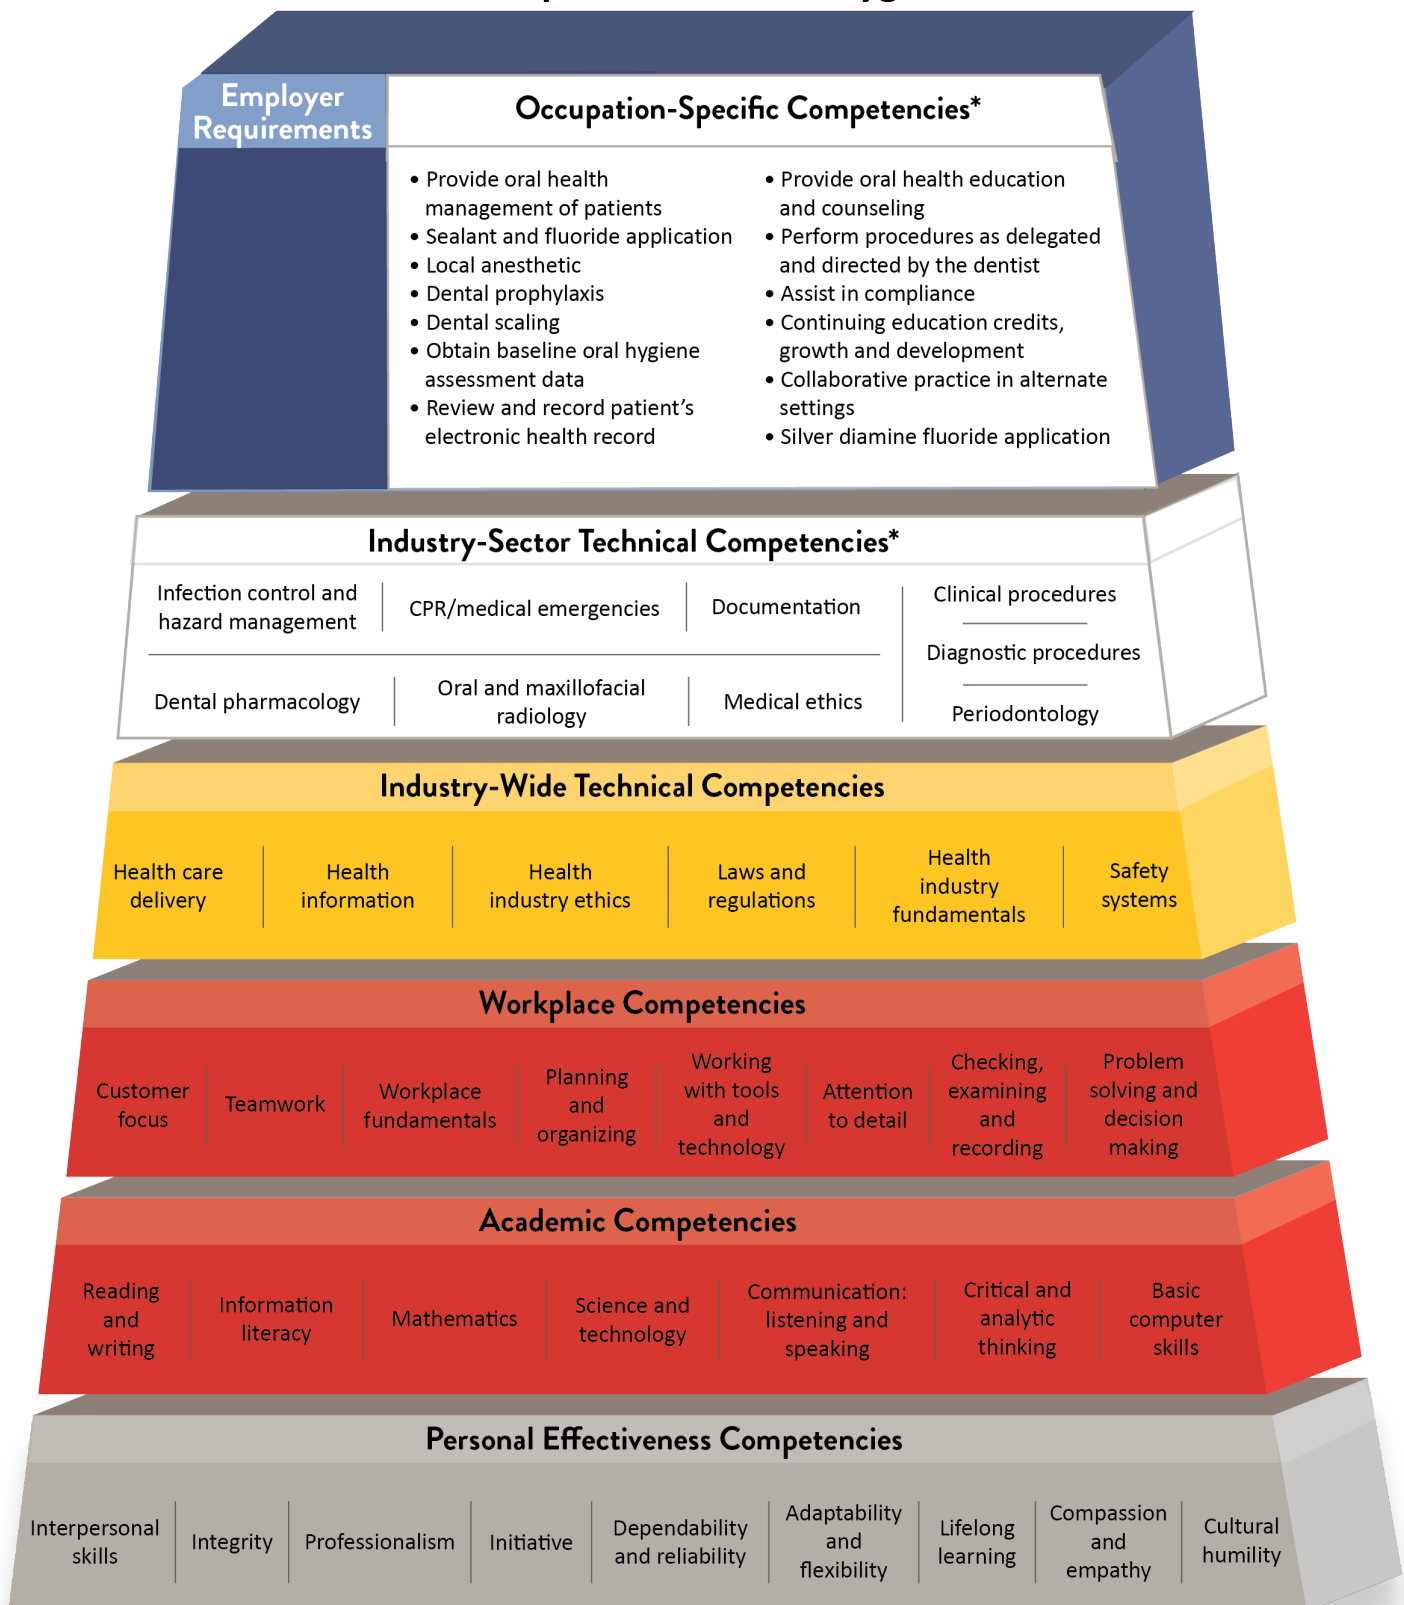 Employer
Requirements
Occupation-Specific Competencies*
• Provide oral health
management of patients
• Sealant and fluoride application
• Local anesthetic
• Dental prophylaxis
• Dental scaling
• Obtain baseline oral hygiene
assessment data
• Review and record patient’s
electronic health record
• Provide oral health education
and counseling
• Perform procedures as delegated
and directed by the dentist
• Assist in compliance
• Continuing education credits,
growth and development
• Collaborative practice in alternate
settings
• Silver diamine fluoride application
Industry-Sector Technical Competencies*
Infection control and
hazard management
CPR/medical emergencies
Documentation
Clinical procedures
Diagnostic procedures
Periodontology
Dental pharmacology
Oral and maxillofacial
radiology
Medical ethics
Industry-Wide Technical Competencies
Health care
delivery
Health
information
Health
industry ethics
Laws and
regulations
Health
industry
fundamentals
Safety
systems
Workplace Competencies
Customer
focus
Teamwork
Workplace
fundamentals
Planning
and
organizing
Working
with tools
and
technology
Attention
to detail
Checking,
examining
and
recording
Problem
solving and
decision
making
Academic Competencies
Reading
and
writing
Information
literacy
Mathematics
Science and
technology
Communication:
listening and
speaking
Critical and
analytic
thinking
Basic
computer
skills
Personal Effectiveness Competencies
Interpersonal
skills
Integrity
Professionalism
Initiative
Dependability
and reliability
Adaptability
and
flexibility
Lifelong
learning
Compassion
and
empathy
Cultural
humility